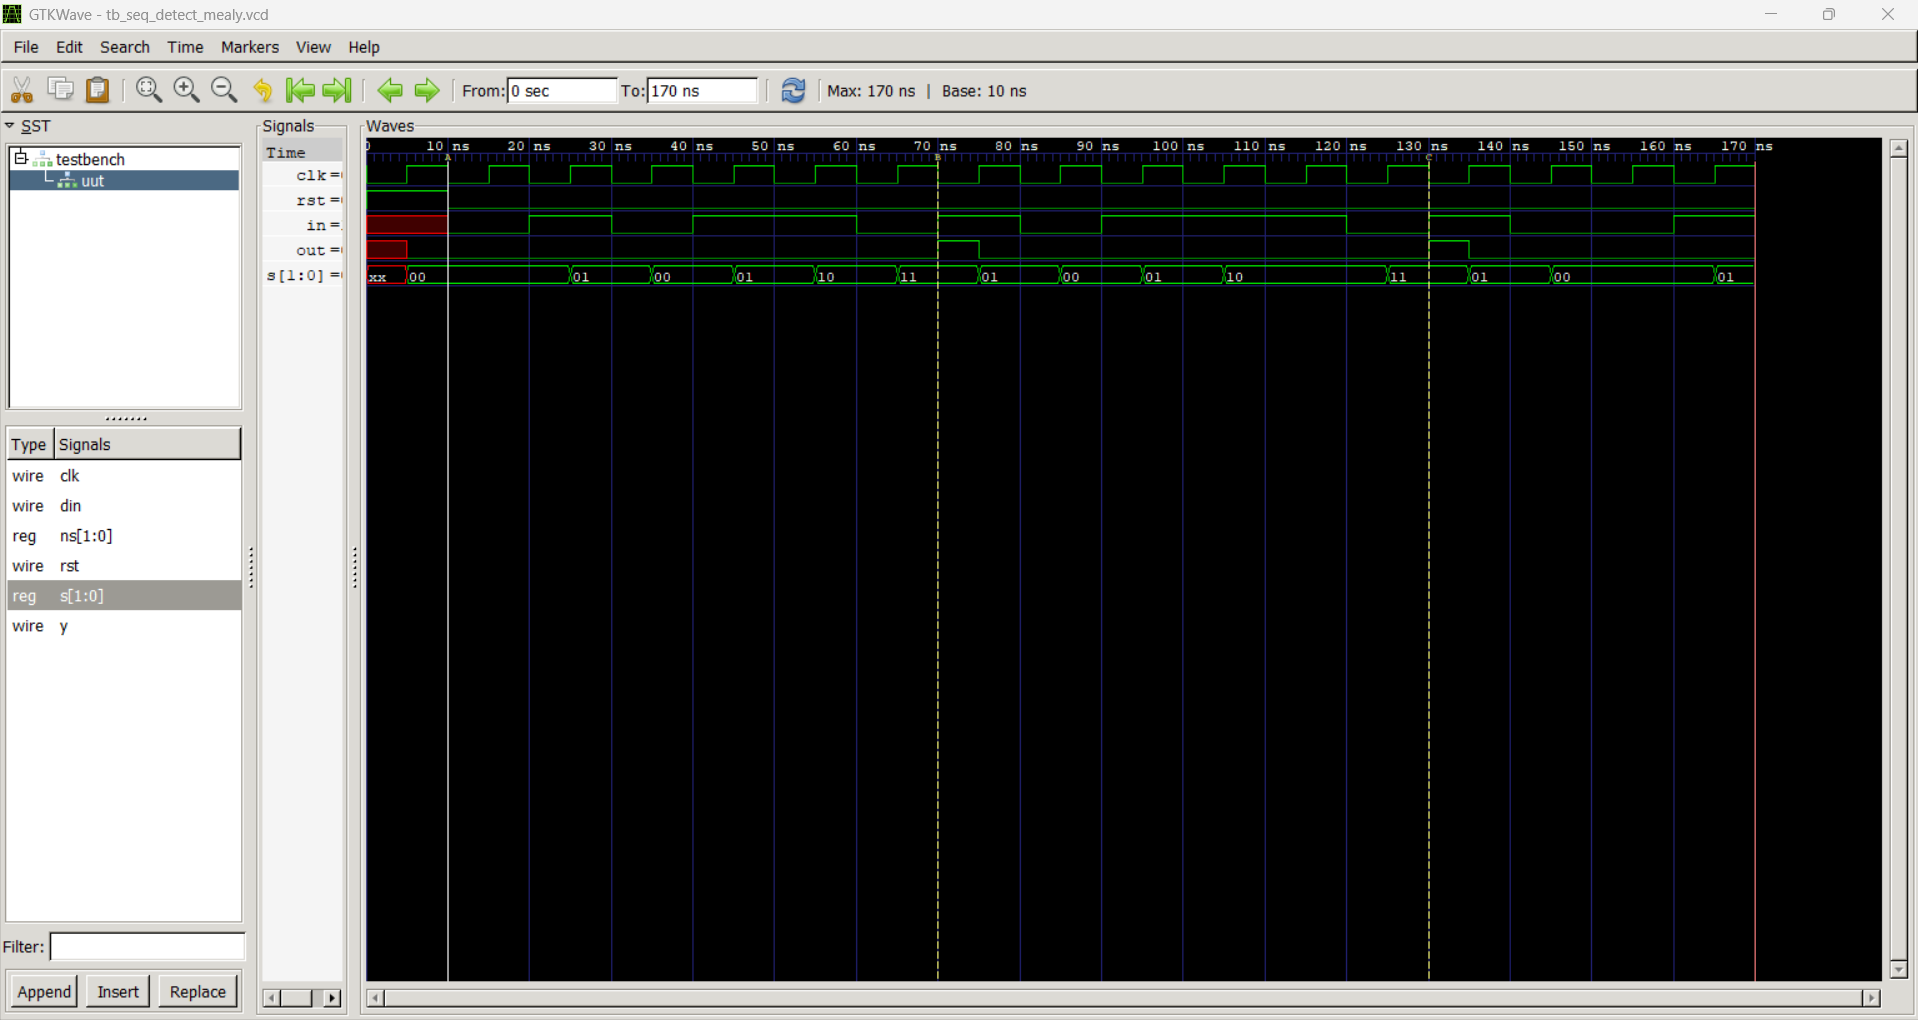 GTKWave - tb_seq_detect_mealy.vcd
File Edit Search Time Markers View Help
From: 0 sec To: 170 ns Max: 170 ns | Base: 10 ns
SST
testbench
uut
Type Signals
wire clk
wire din
reg ns[1:0]
wire rst
reg s[1:0]
wire y
Filter:
Append Insert Replace
Signals
Time
clk =
rst =
in =
out =
s[1:0] =
Waves
10 ns 20 ns 30 ns 40 ns 50 ns 60 ns 70 ns 80 ns 90 ns 100 ns 110 ns 120 ns 130 ns 140 ns 150 ns 160 ns 170 ns
A B C
xx 00 01 00 01 10 11 01 00 01 10 11 01 00 01